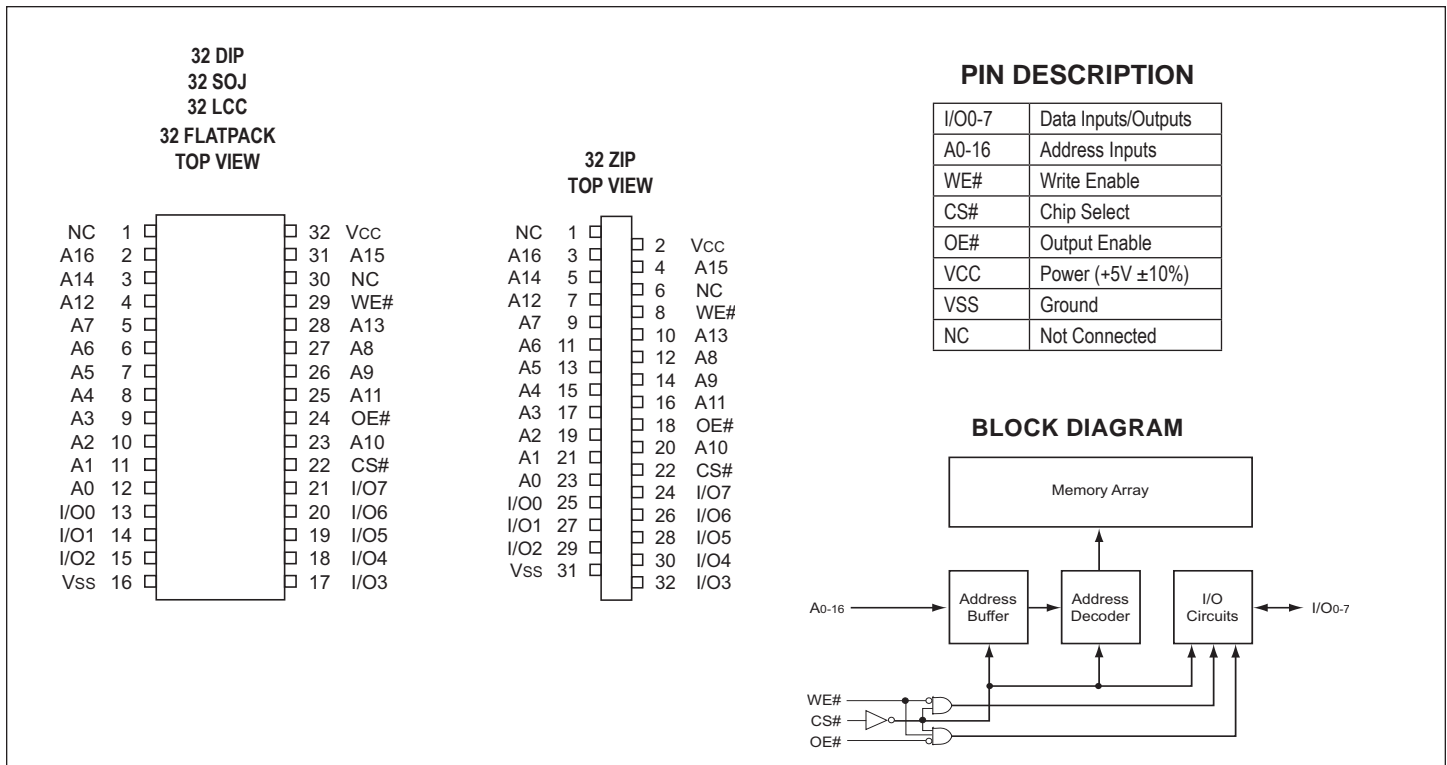 32 DIP
32 SOJ
32 LCC
32 FLATPACK
TOP VIEW
NC 1
A16 2
A14 3
A12 4
A7 5
A6 6
A5 7
A4 8
A3 9
A2 10
A1 11
A0 12
I/O0 13
I/O1 14
I/O2 15
Vss 16
32 Vcc
31 A15
30 NC
29 WE#
28 A13
27 A8
26 A9
25 A11
24 OE#
23 A10
22 CS#
21 I/O7
20 I/O6
19 I/O5
18 I/O4
17 I/O3
32 ZIP
TOP VIEW
NC 1
A16 3
A14 5
A12 7
A7 9
A6 11
A5 13
A4 15
A3 17
A2 19
A1 21
A0 23
I/O0 25
I/O1 27
I/O2 29
Vss 31
2 Vcc
4 A15
6 NC
8 WE#
10 A13
12 A8
14 A9
16 A11
18 OE#
20 A10
22 CS#
24 I/O7
26 I/O6
28 I/O5
30 I/O4
32 I/O3
PIN DESCRIPTION
I/O0-7 Data Inputs/Outputs
A0-16 Address Inputs
WE# Write Enable
CS# Chip Select
OE# Output Enable
VCC Power (+5V ±10%)
VSS Ground
NC Not Connected
BLOCK DIAGRAM
Memory Array
A0-16
Address
Buffer
Address
Decoder
I/O
Circuits
I/O0-7
WE#
CS#
OE#